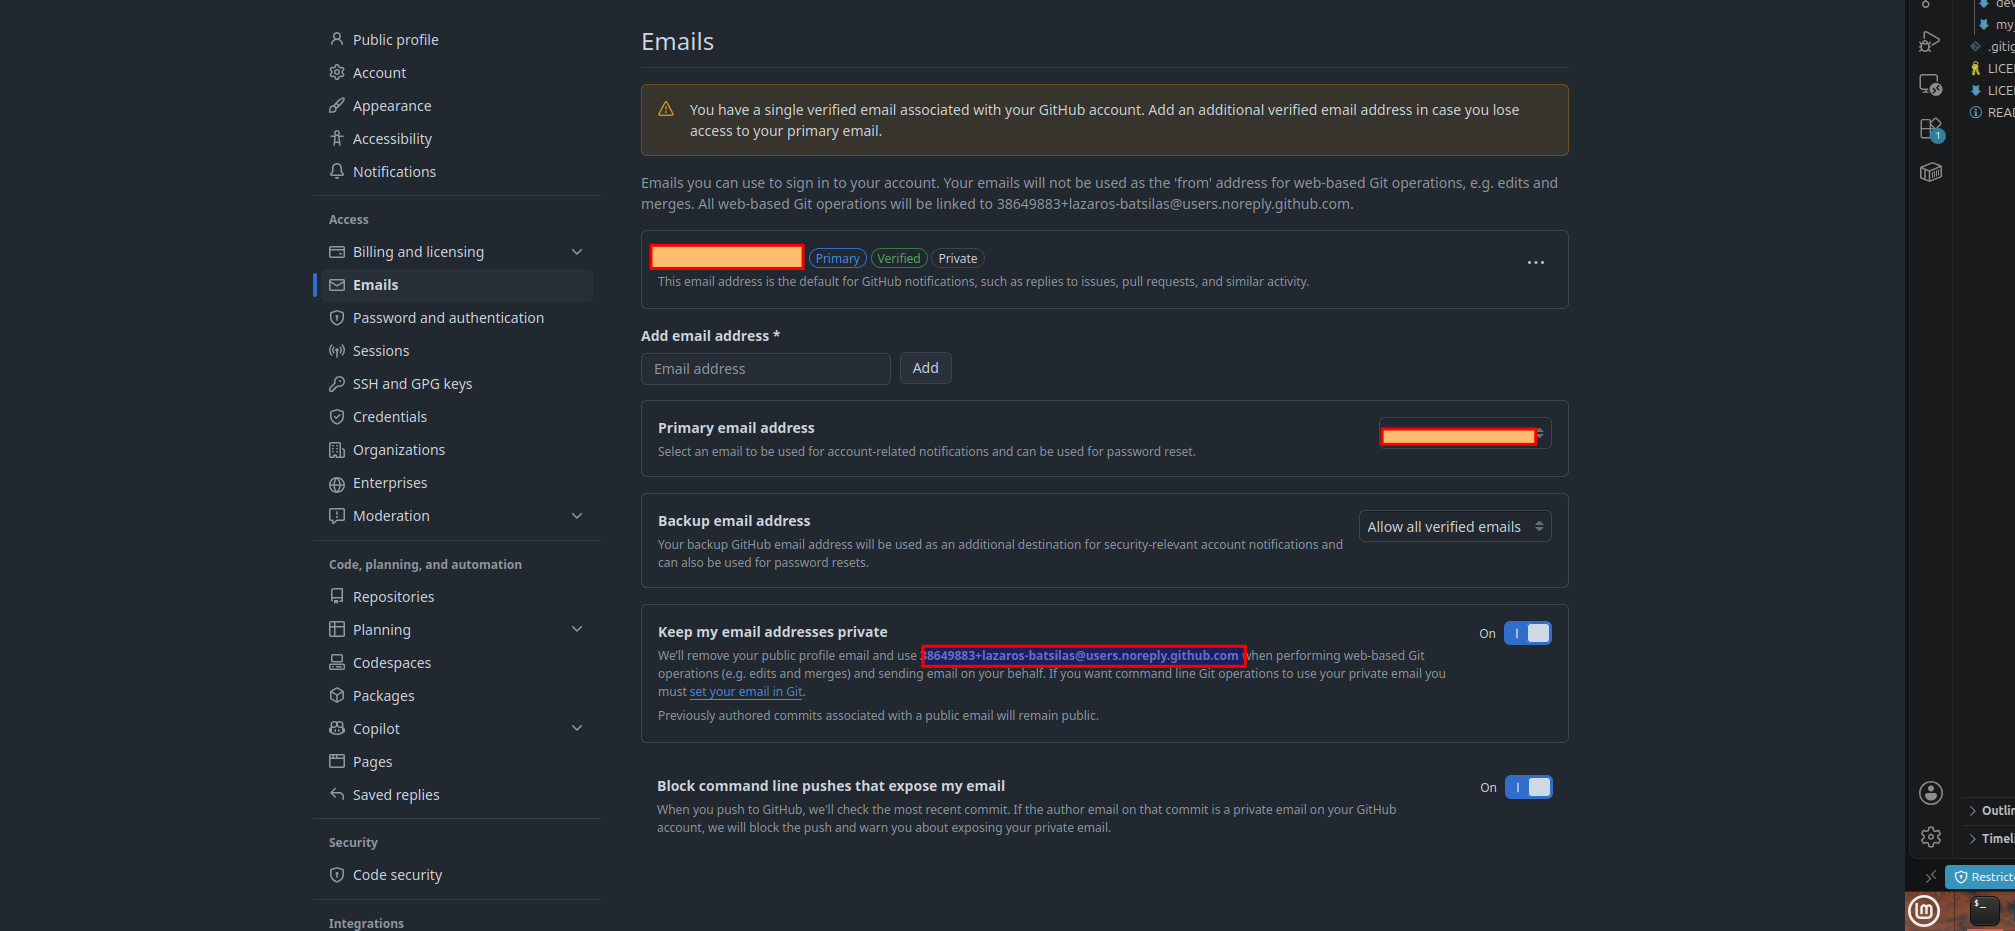 Public profile
Account
Appearance
Accessibility
Notifications
Access
Billing and licensing
Emails
Password and authentication
Sessions
SSH and GPG keys
Credentials
Organizations
Enterprises
Moderation
Code, planning, and automation
Repositories
Planning
Codespaces
Packages
Copilot
Pages
Saved replies
Security
Code security
Integrations
Emails
You have a single verified email associated with your GitHub account. Add an additional verified email address in case you lose
access to your primary email.
Emails you can use to sign in to your account. Your emails will not be used as the 'from' address for web-based Git operations, e.g. edits and
merges. All web-based Git operations will be linked to 38649883+lazaros-batsilas@users.noreply.github.com.
Primary Verified Private
This email address is the default for GitHub notifications, such as replies to issues, pull requests, and similar activity.
Add email address *
Email address Add
Primary email address
Select an email to be used for account-related notifications and can be used for password reset.
Backup email address
Allow all verified emails
Your backup GitHub email address will be used as an additional destination for security-relevant account notifications and
can also be used for password resets.
Keep my email addresses private
On
We'll remove your public profile email and use 38649883+lazaros-batsilas@users.noreply.github.com when performing web-based Git
operations (e.g. edits and merges) and sending email on your behalf. If you want command line Git operations to use your private email you
must set your email in Git.
Previously authored commits associated with a public email will remain public.
Block command line pushes that expose my email
On
When you push to GitHub, we'll check the most recent commit. If the author email on that commit is a private email on your GitHub
account, we will block the push and warn you about exposing your private email.
dev
my_
.gitig
LICE
LICE
READ
1
Outlin
Timeli
Restricte